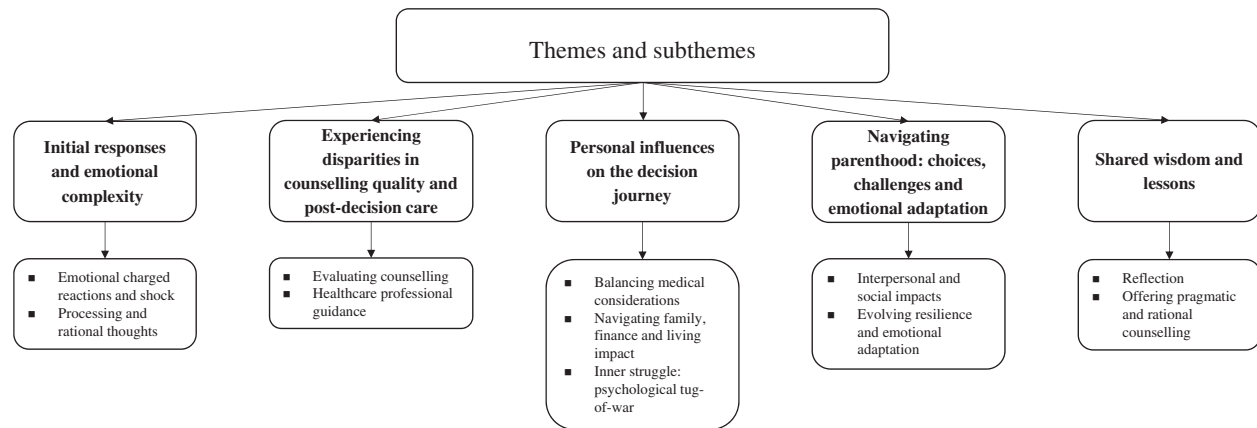 Themes and subthemes
Initial responses
and emotional
complexity
Experiencing
disparities in
counselling quality and
post-decision care
Personal influences
on the decision
journey
Navigating
parenthood: choices,
challenges and
emotional adaptation
Shared wisdom and
lessons
▪ Emotional charged
reactions and shock
▪ Processing and
rational thoughts
▪ Evaluating counselling
▪ Healthcare professional
guidance
▪ Balancing medical
considerations
▪ Navigating family,
finance and living
impact
▪ Inner struggle:
psychological tug-
of-war
▪ Interpersonal and
social impacts
▪ Evolving resilience
and emotional
adaptation
▪ Reflection
▪ Offering pragmatic
and rational
counselling